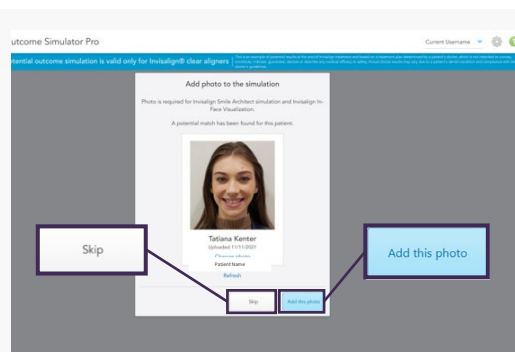 utcome Simulator Pro
Current Username
otential outcome simulation is valid only for Invisalign® clear aligners
Add photo to the simulation
Photo is required for Invisalign Smile Architect simulation and Invisalign In-
Face Visualization.
A potential match has been found for this patient:
Tatiana Kenter
Uploaded 11/11/2021
Change photo
Patient Name
Refresh
Skip
Add this photo
Skip
Add this photo